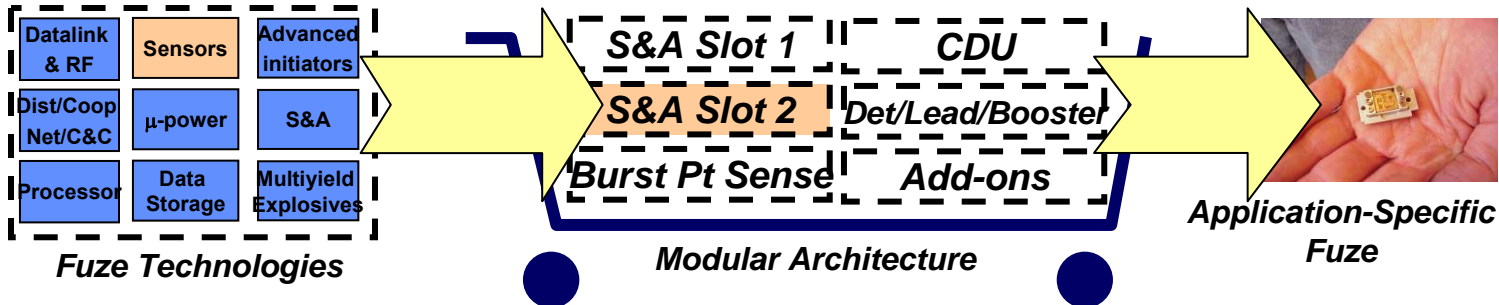 Datalink
& RF
Sensors
Advanced
initiators
Dist/Coop
Net/C&C
μ-power
S&A
Processor
Data
Storage
Multiyield
Explosives
Fuze Technologies
S&A Slot 1
CDU
S&A Slot 2
Det/Lead/Booster
Burst Pt Sense
Add-ons
Modular Architecture
Application-Specific
Fuze